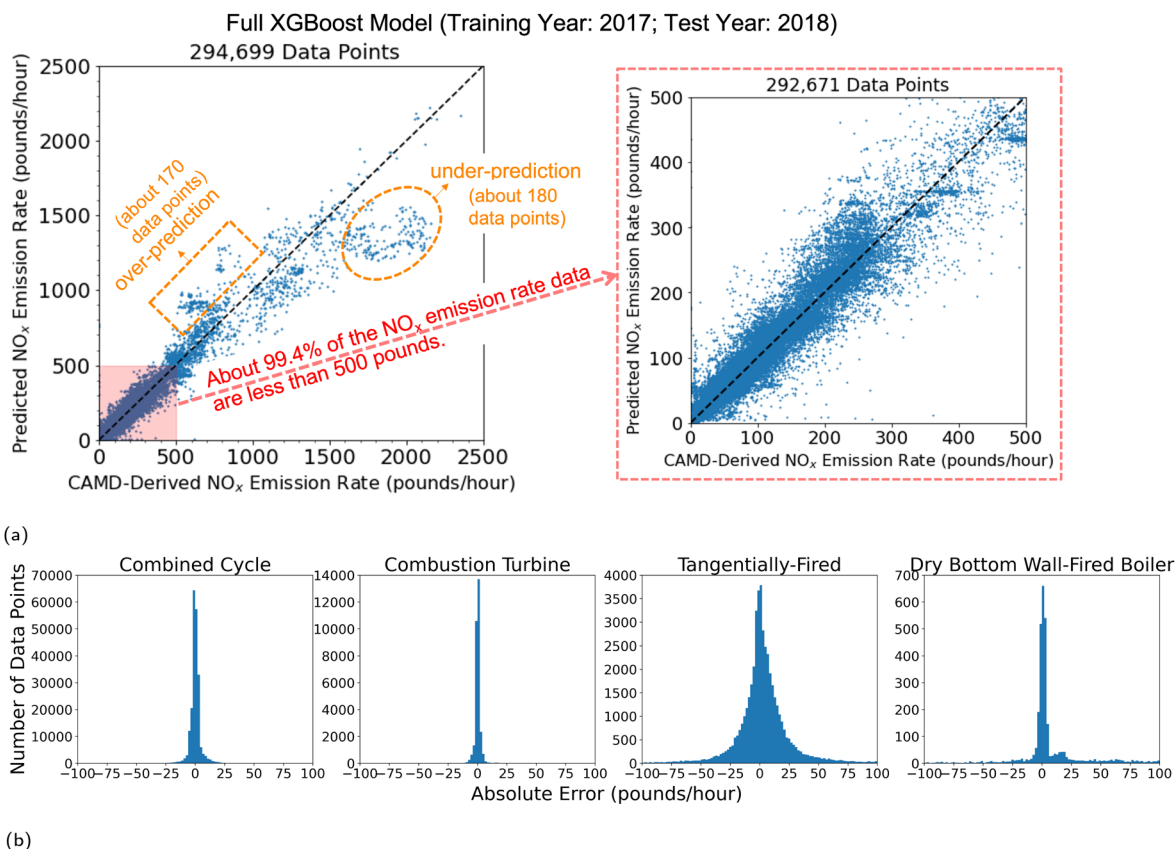 Full XGBoost Model (Training Year: 2017; Test Year: 2018)
294,699 Data Points
Predicted NOx Emission Rate (pounds/hour)
2500
2000
1500
1000
500
0
0 500 1000 1500 2000 2500
CAMD-Derived NOx Emission Rate (pounds/hour)
(about 170
data points)
over-prediction
under-prediction
(about 180
data points)
About 99.4% of the NOx emission rate data
are less than 500 pounds.
292,671 Data Points
Predicted NOx Emission Rate (pounds/hour)
500
400
300
200
100
0
0 100 200 300 400 500
CAMD-Derived NOx Emission Rate (pounds/hour)
(a)
Number of Data Points
Combined Cycle
70000
60000
50000
40000
30000
20000
10000
0
−100 −75 −50 −25 0 25 50 75 100
Combustion Turbine
14000
12000
10000
8000
6000
4000
2000
0
−100 −75 −50 −25 0 25 50 75 100
Tangentially-Fired
4000
3500
3000
2500
2000
1500
1000
500
0
−100 −75 −50 −25 0 25 50 75 100
Dry Bottom Wall-Fired Boiler
700
600
500
400
300
200
100
0
−100 −75 −50 −25 0 25 50 75 100
Absolute Error (pounds/hour)
(b)